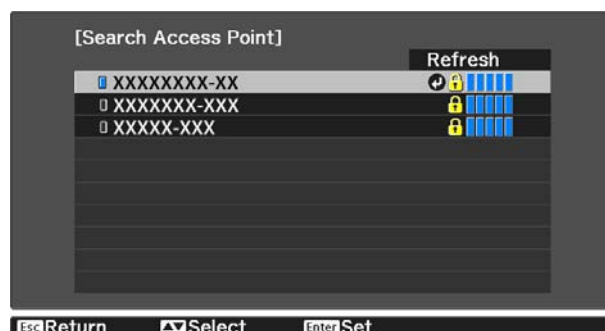 [Search Access Point]
Refresh
XXXXXXXX-XX
XXXXXXX-XXX
XXXXX-XXX
Esc Return Select Enter Set